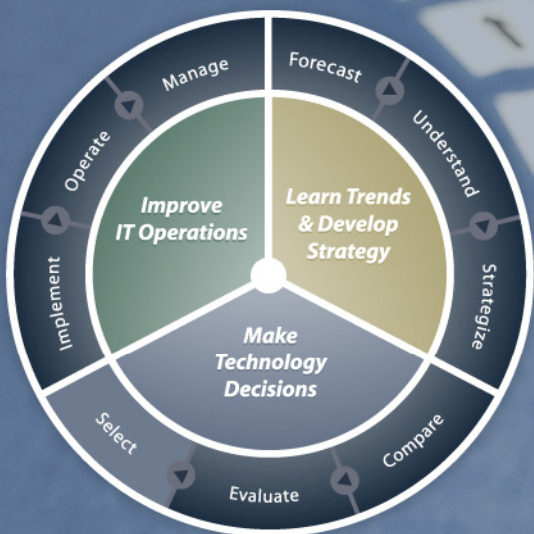 Forecast
Understand
Strategize
Compare
Evaluate
Select
Implement
Operate
Manage
Learn Trends
& Develop
Strategy
Make
Technology
Decisions
Improve
IT Operations